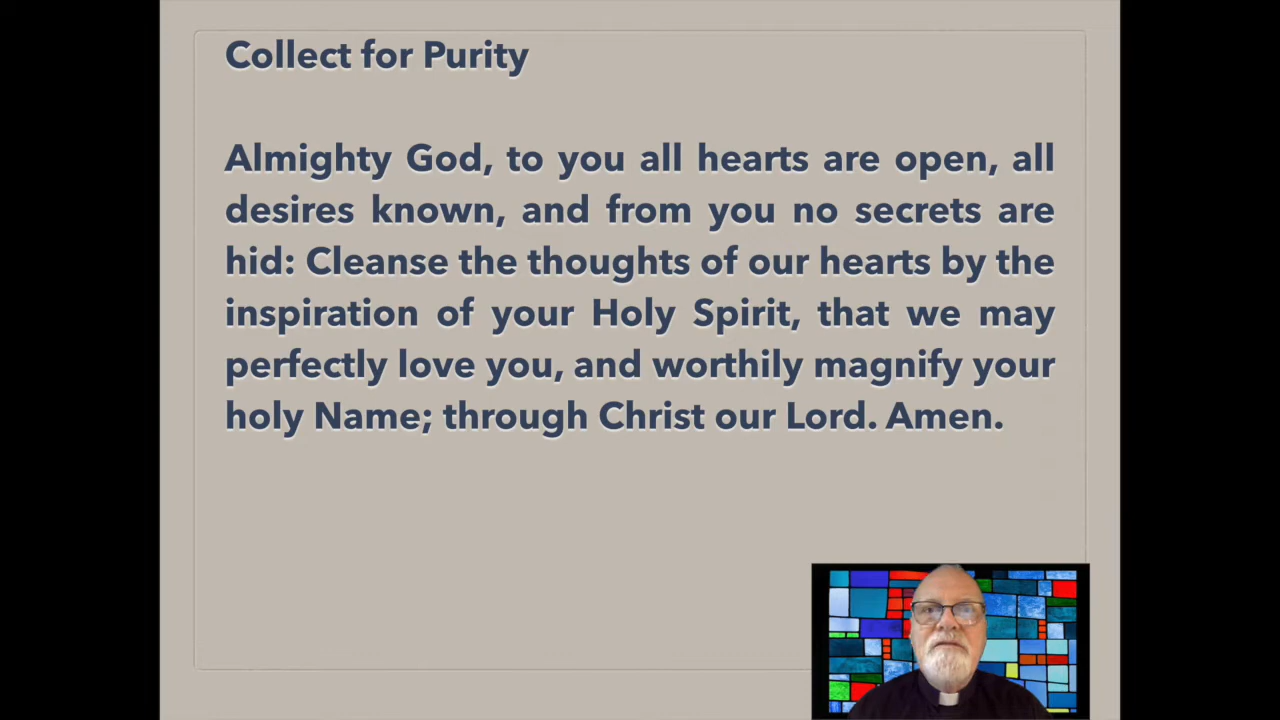 Collect for Purity
Almighty God, to you all hearts are open, all
desires known, and from you no secrets are
hid: Cleanse the thoughts of our hearts by the
inspiration of your Holy Spirit, that we may
perfectly love you, and worthily magnify your
holy Name; through Christ our Lord. Amen.